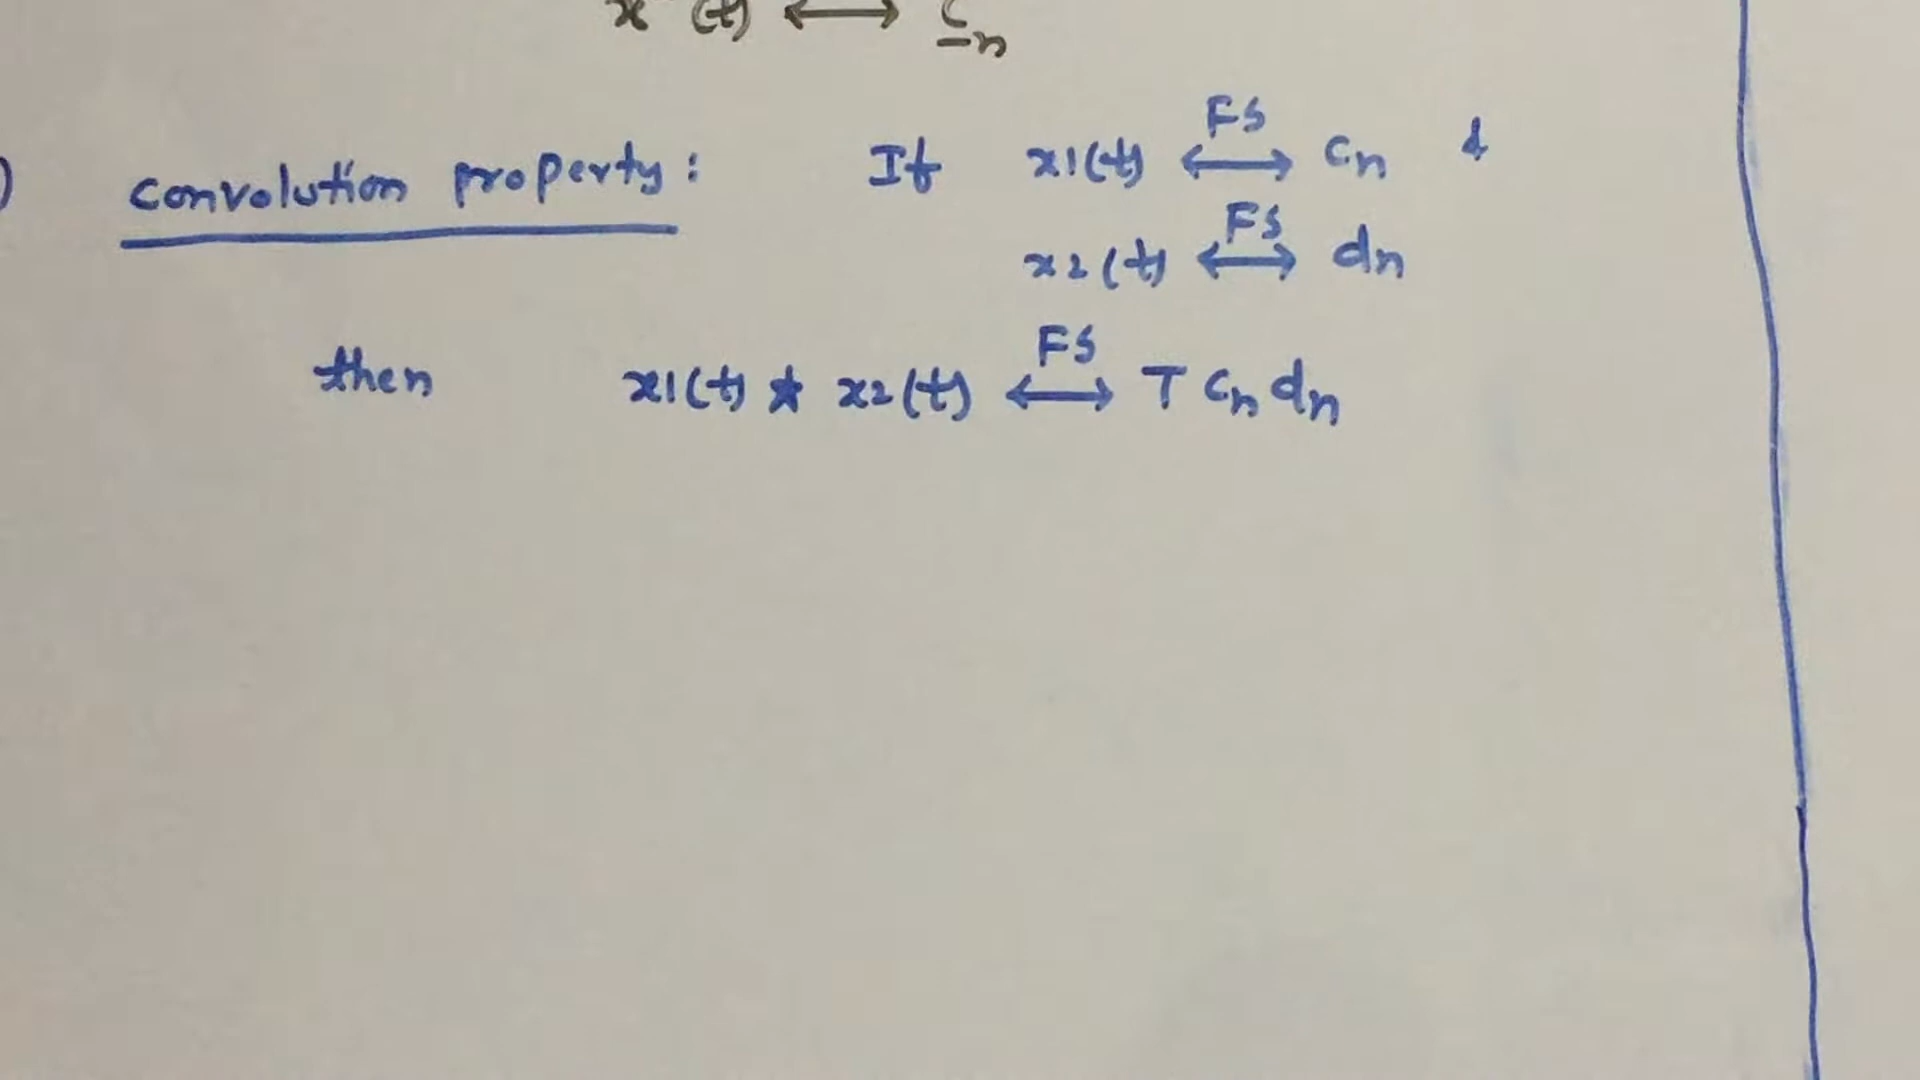 x*(t) ⟷ C-n
) convolution property: If x1(t) ⟷ Cn &
FS
x2(t) ⟷ dn
FS
then x1(t) * x2(t) ⟷ T Cn dn
FS